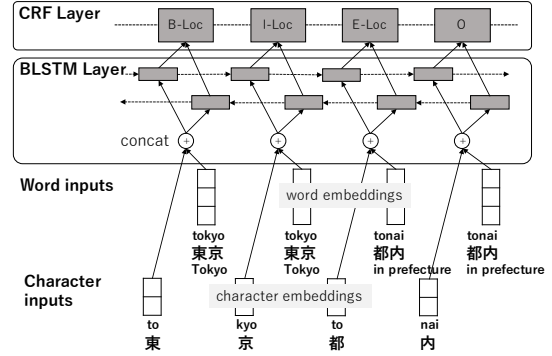 CRF Layer
B-Loc I-Loc E-Loc O
BLSTM Layer
concat
Word inputs
word embeddings
tokyo tokyo tonai tonai
東京 東京 都内 都内
Tokyo Tokyo in prefecture in prefecture
Character
inputs
character embeddings
to kyo to nai
東 京 都 内